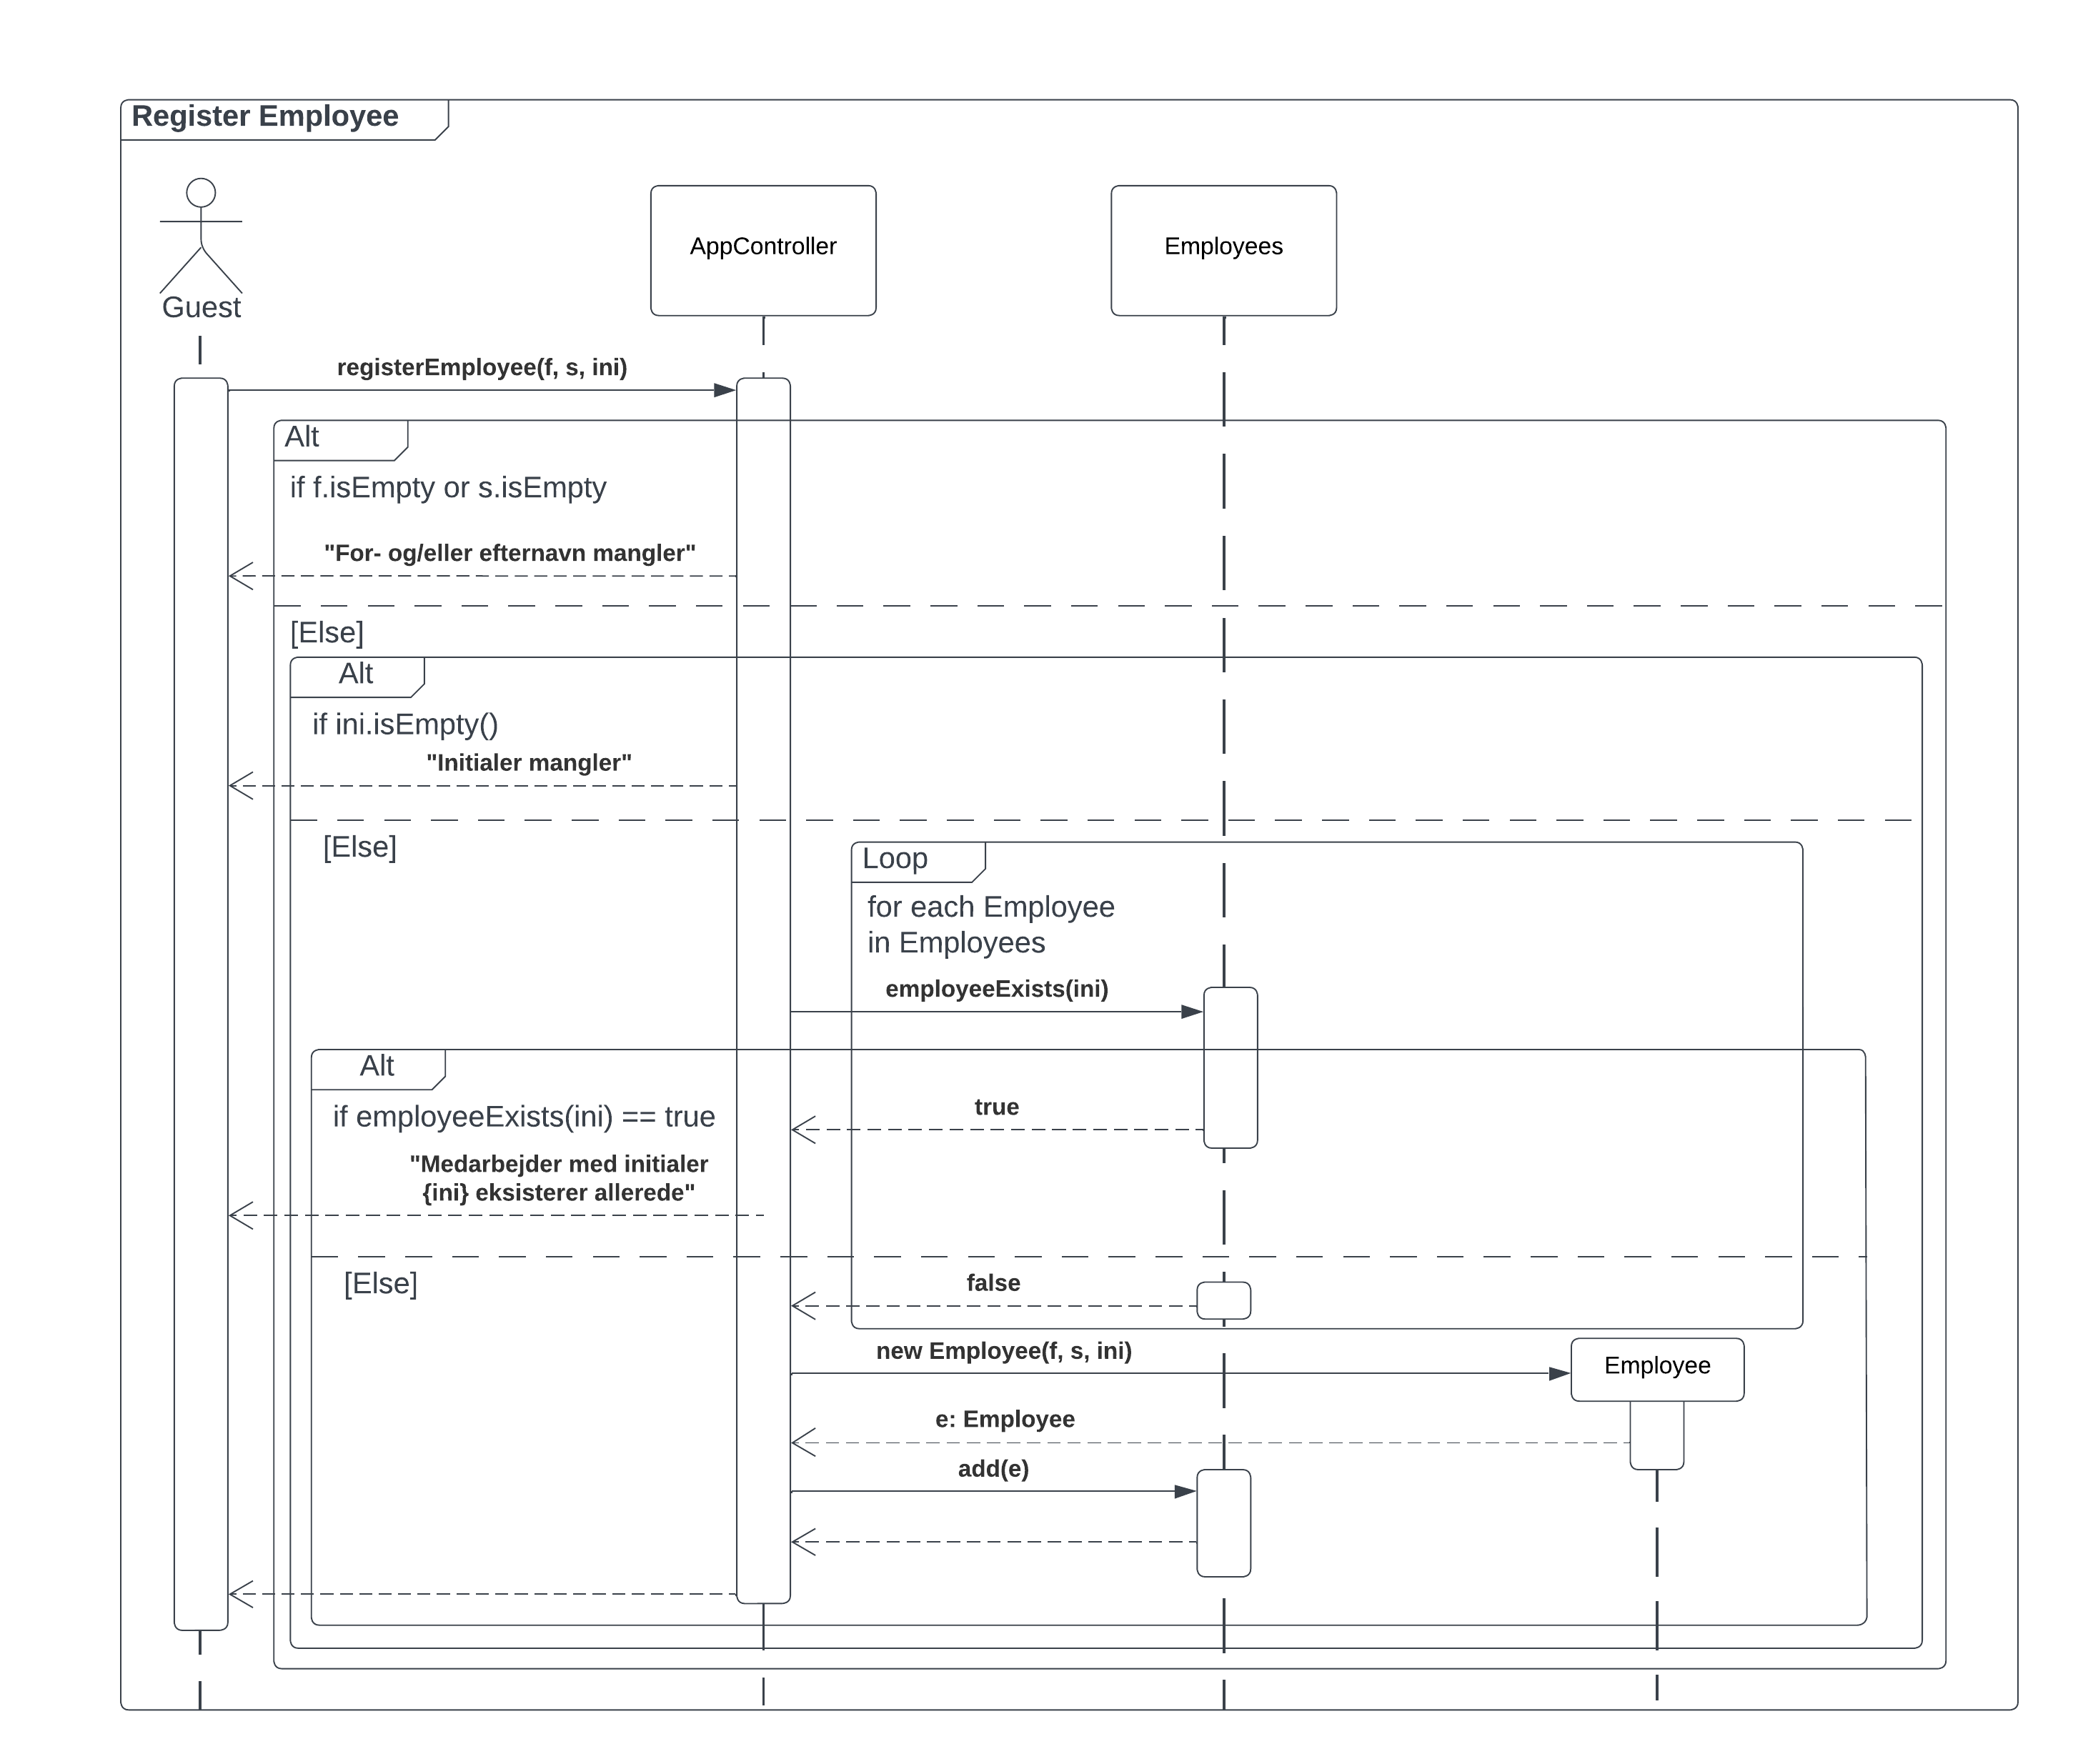 Register Employee
Guest
AppController
Employees
registerEmployee(f, s, ini)
Alt
if f.isEmpty or s.isEmpty
"For- og/eller efternavn mangler"
[Else]
Alt
if ini.isEmpty()
"Initialer mangler"
[Else]
Loop
for each Employee
in Employees
employeeExists(ini)
Alt
if employeeExists(ini) == true
true
"Medarbejder med initialer
{ini} eksisterer allerede"
[Else]
false
new Employee(f, s, ini)
Employee
e: Employee
add(e)